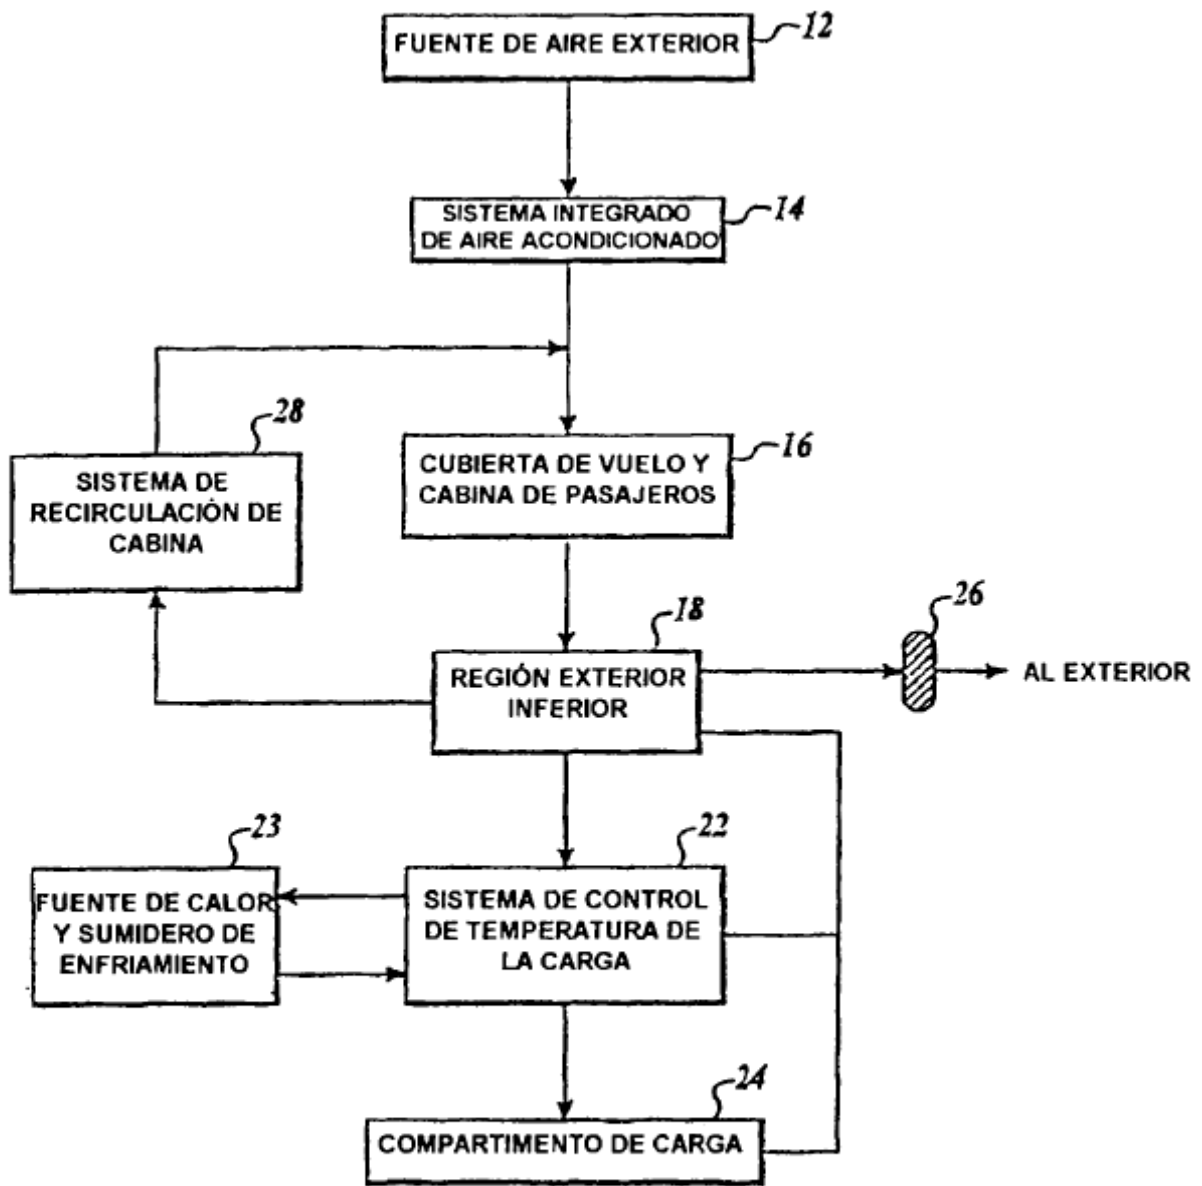 FUENTE DE AIRE EXTERIOR
12
SISTEMA INTEGRADO
DE AIRE ACONDICIONADO
14
28
SISTEMA DE
RECIRCULACIÓN DE
CABINA
CUBIERTA DE VUELO Y
CABINA DE PASAJEROS
16
18
REGIÓN EXTERIOR
INFERIOR
26
AL EXTERIOR
23
FUENTE DE CALOR
Y SUMIDERO DE
ENFRIAMIENTO
22
SISTEMA DE CONTROL
DE TEMPERATURA DE
LA CARGA
24
COMPARTIMENTO DE CARGA